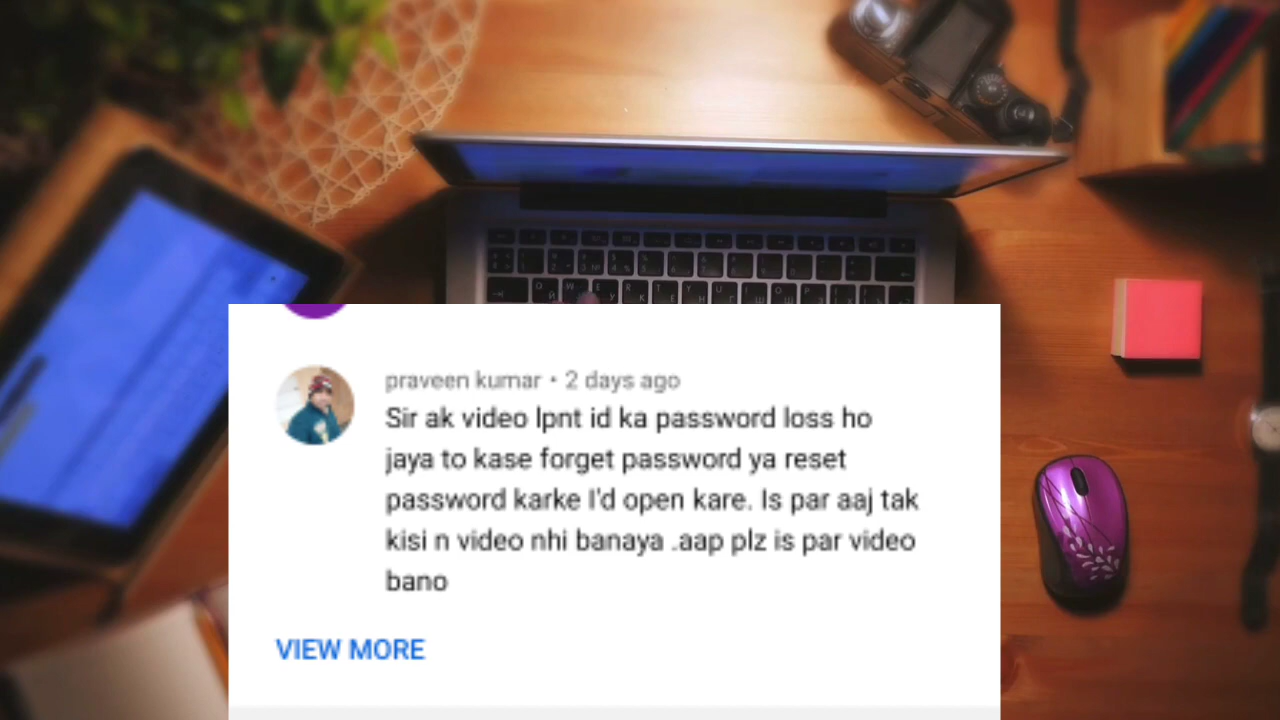 praveen kumar • 2 days ago
Sir ak video lpnt id ka password loss ho
jaya to kase forget password ya reset
password karke I'd open kare. Is par aaj tak
kisi n video nhi banaya .aap plz is par video
bano
VIEW MORE